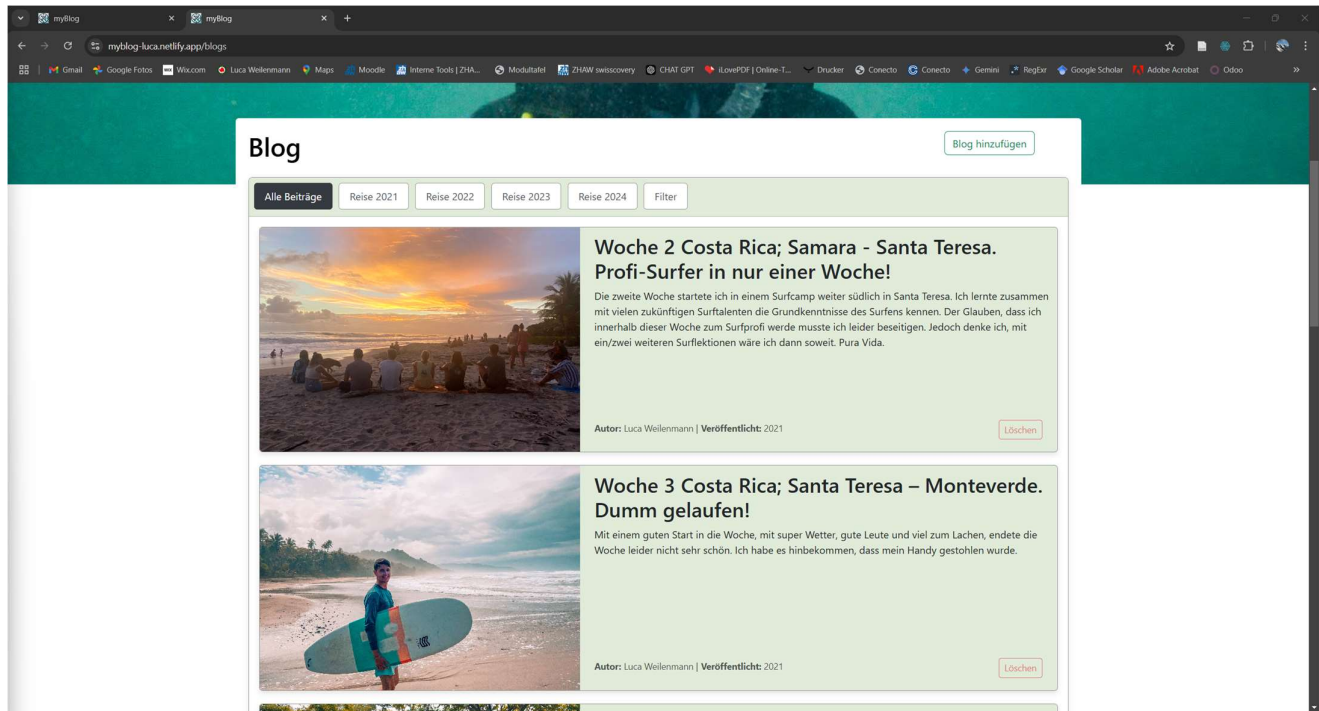 myBlog
myBlog
myblog-luca.netlify.app/blogs
Gmail Google Fotos Wix.com Luca Weilenmann Maps Moodle Interne Tools | ZHA... Modultafel ZHAW swisscovery CHAT GPT iLovePDF | Online-T... Drucker Conecto Conecto Gemini RegExr Google Scholar Adobe Acrobat Odoo
Blog
Blog hinzufügen
Alle Beiträge Reise 2021 Reise 2022 Reise 2023 Reise 2024 Filter
Woche 2 Costa Rica; Samara - Santa Teresa.
Profi-Surfer in nur einer Woche!
Die zweite Woche startete ich in einem Surfcamp weiter südlich in Santa Teresa. Ich lernte zusammen
mit vielen zukünftigen Surftalenten die Grundkenntnisse des Surfens kennen. Der Glauben, dass ich
innerhalb dieser Woche zum Surfprofi werde musste ich leider beseitigen. Jedoch denke ich, mit
ein/zwei weiteren Surflektionen wäre ich dann soweit. Pura Vida.
Autor: Luca Weilenmann | Veröffentlicht: 2021
Löschen
Woche 3 Costa Rica; Santa Teresa – Monteverde.
Dumm gelaufen!
Mit einem guten Start in die Woche, mit super Wetter, gute Leute und viel zum Lachen, endete die
Woche leider nicht sehr schön. Ich habe es hinbekommen, dass mein Handy gestohlen wurde.
Autor: Luca Weilenmann | Veröffentlicht: 2021
Löschen